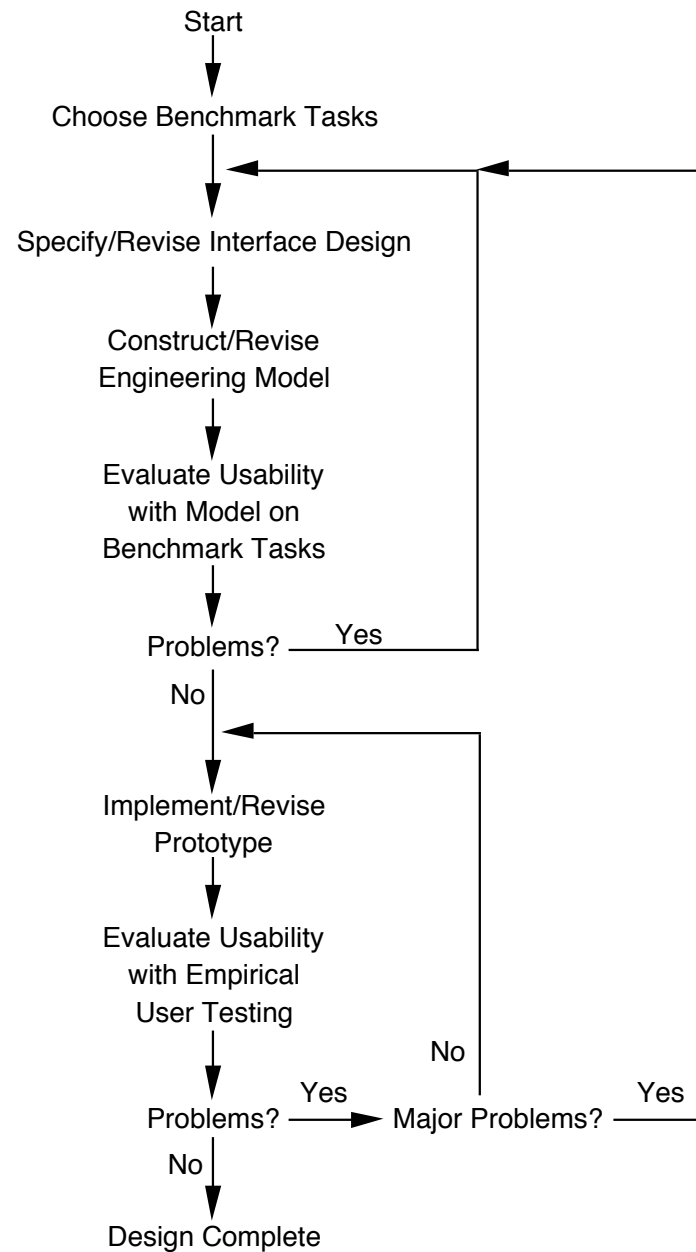 Start
Choose Benchmark Tasks
Specify/Revise Interface Design
Construct/Revise
Engineering Model
Evaluate Usability
with Model on
Benchmark Tasks
Problems?
Yes
No
Implement/Revise
Prototype
Evaluate Usability
with Empirical
User Testing
No
Problems?
Yes
Major Problems?
Yes
No
Design Complete